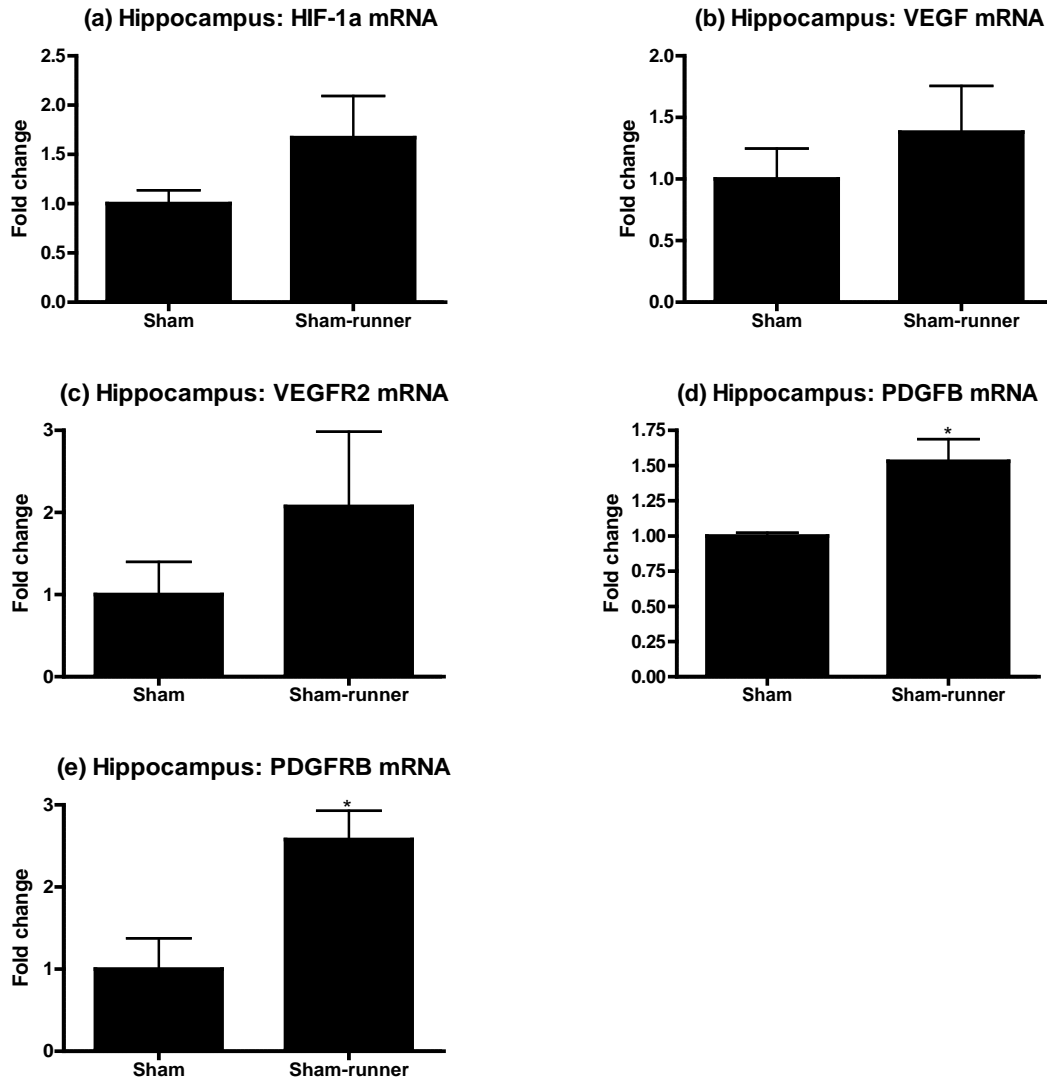 (a) Hippocampus: HIF-1a mRNA
Fold change
2.5
2.0
1.5
1.0
0.5
0.0
Sham
Sham-runner
(b) Hippocampus: VEGF mRNA
Fold change
2.0
1.5
1.0
0.5
0.0
Sham
Sham-runner
(c) Hippocampus: VEGFR2 mRNA
Fold change
3
2
1
0
Sham
Sham-runner
(d) Hippocampus: PDGFB mRNA
Fold change
1.75
1.50
1.25
1.00
0.75
0.50
0.25
0.00
*
Sham
Sham-runner
(e) Hippocampus: PDGFRB mRNA
Fold change
3
2
1
0
*
Sham
Sham-runner